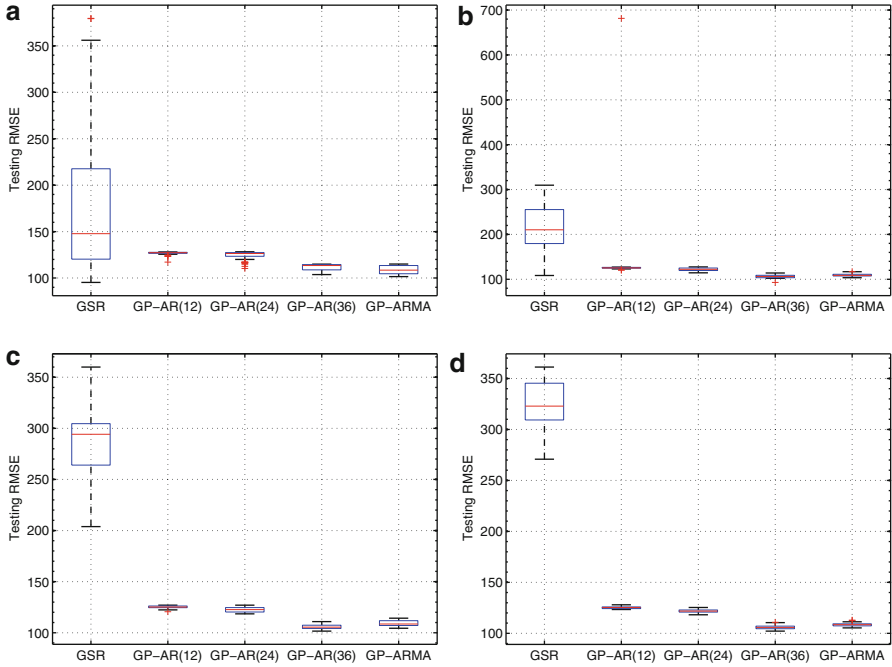 a
Testing RMSE
350
300
250
200
150
100
GSR GP-AR(12) GP-AR(24) GP-AR(36) GP-ARMA
b
Testing RMSE
700
600
500
400
300
200
100
GSR GP-AR(12) GP-AR(24) GP-AR(36) GP-ARMA
c
Testing RMSE
350
300
250
200
150
100
GSR GP-AR(12) GP-AR(24) GP-AR(36) GP-ARMA
d
Testing RMSE
350
300
250
200
150
100
GSR GP-AR(12) GP-AR(24) GP-AR(36) GP-ARMA